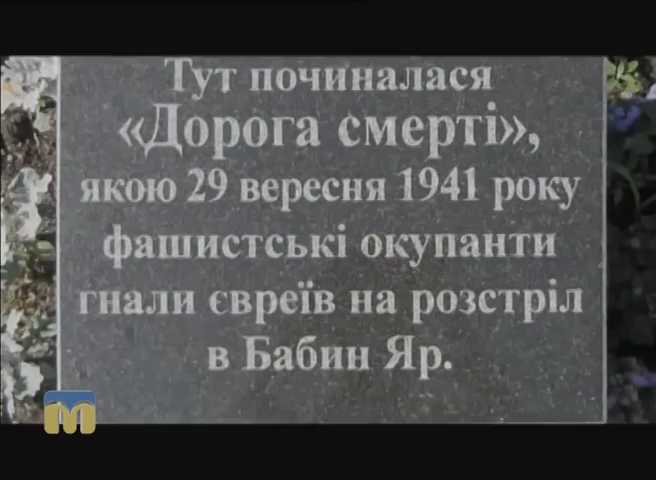 Тут починалася
«Дорога смерті»,
якою 29 вересня 1941 року
фашистські окупанти
гнали євреїв на розстріл
в Бабин Яр.
М